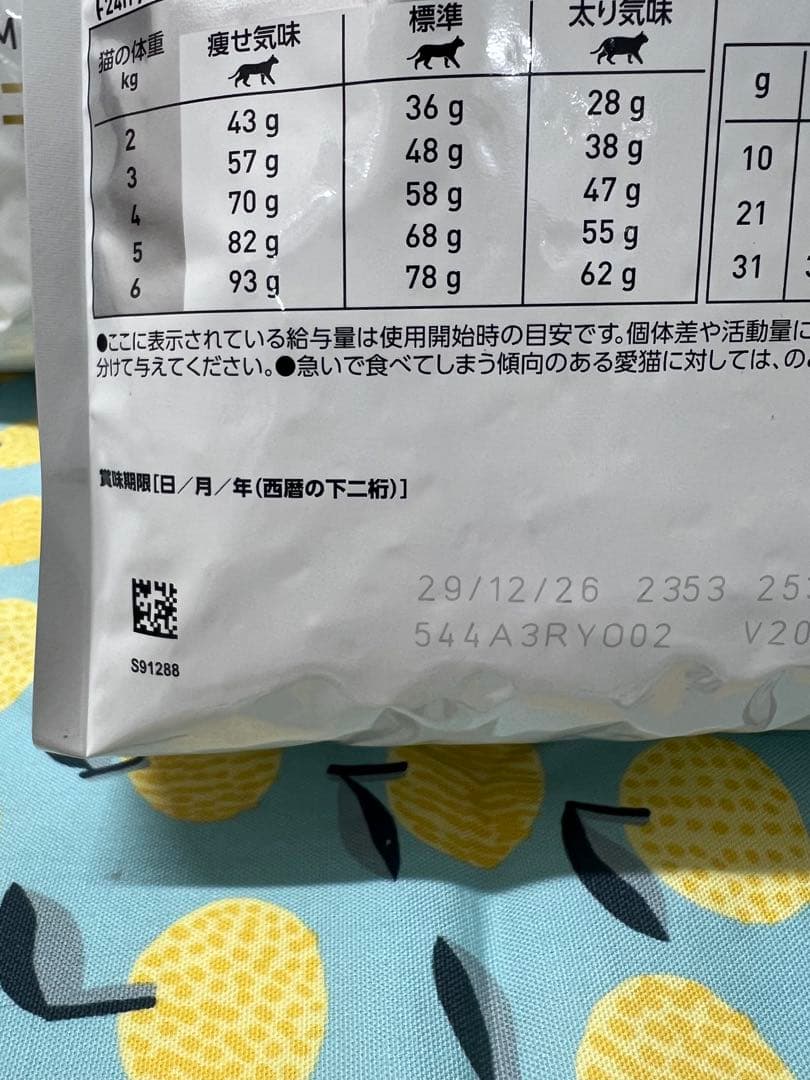 猫の体重 痩せ気味 標準 太り気味
kg g
2 43 g 36 g 28 g
3 57 g 48 g 38 g 10
4 70 g 58 g 47 g 21
5 82 g 68 g 55 g 31
6 93 g 78 g 62 g
●ここに表示されている給与量は使用開始時の目安です。個体差や活動量に
分けて与えてください。●急いで食べてしまう傾向のある愛猫に対しては、の
賞味期限[日/月/年(西暦の下二桁)]
29/12/26 2353 25
544A3RY002 V20
S91288